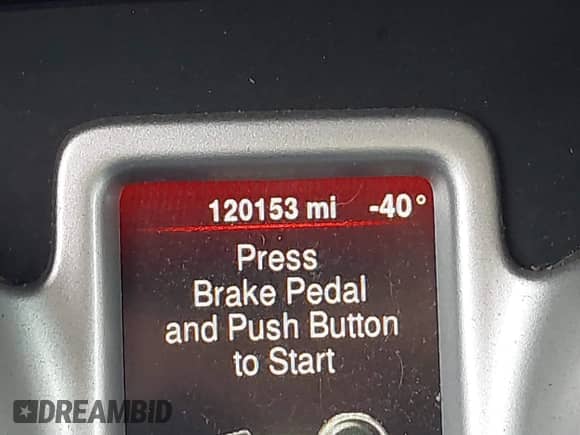 120153 mi -40°
Press
Brake Pedal
and Push Button
to Start
DREAMBID